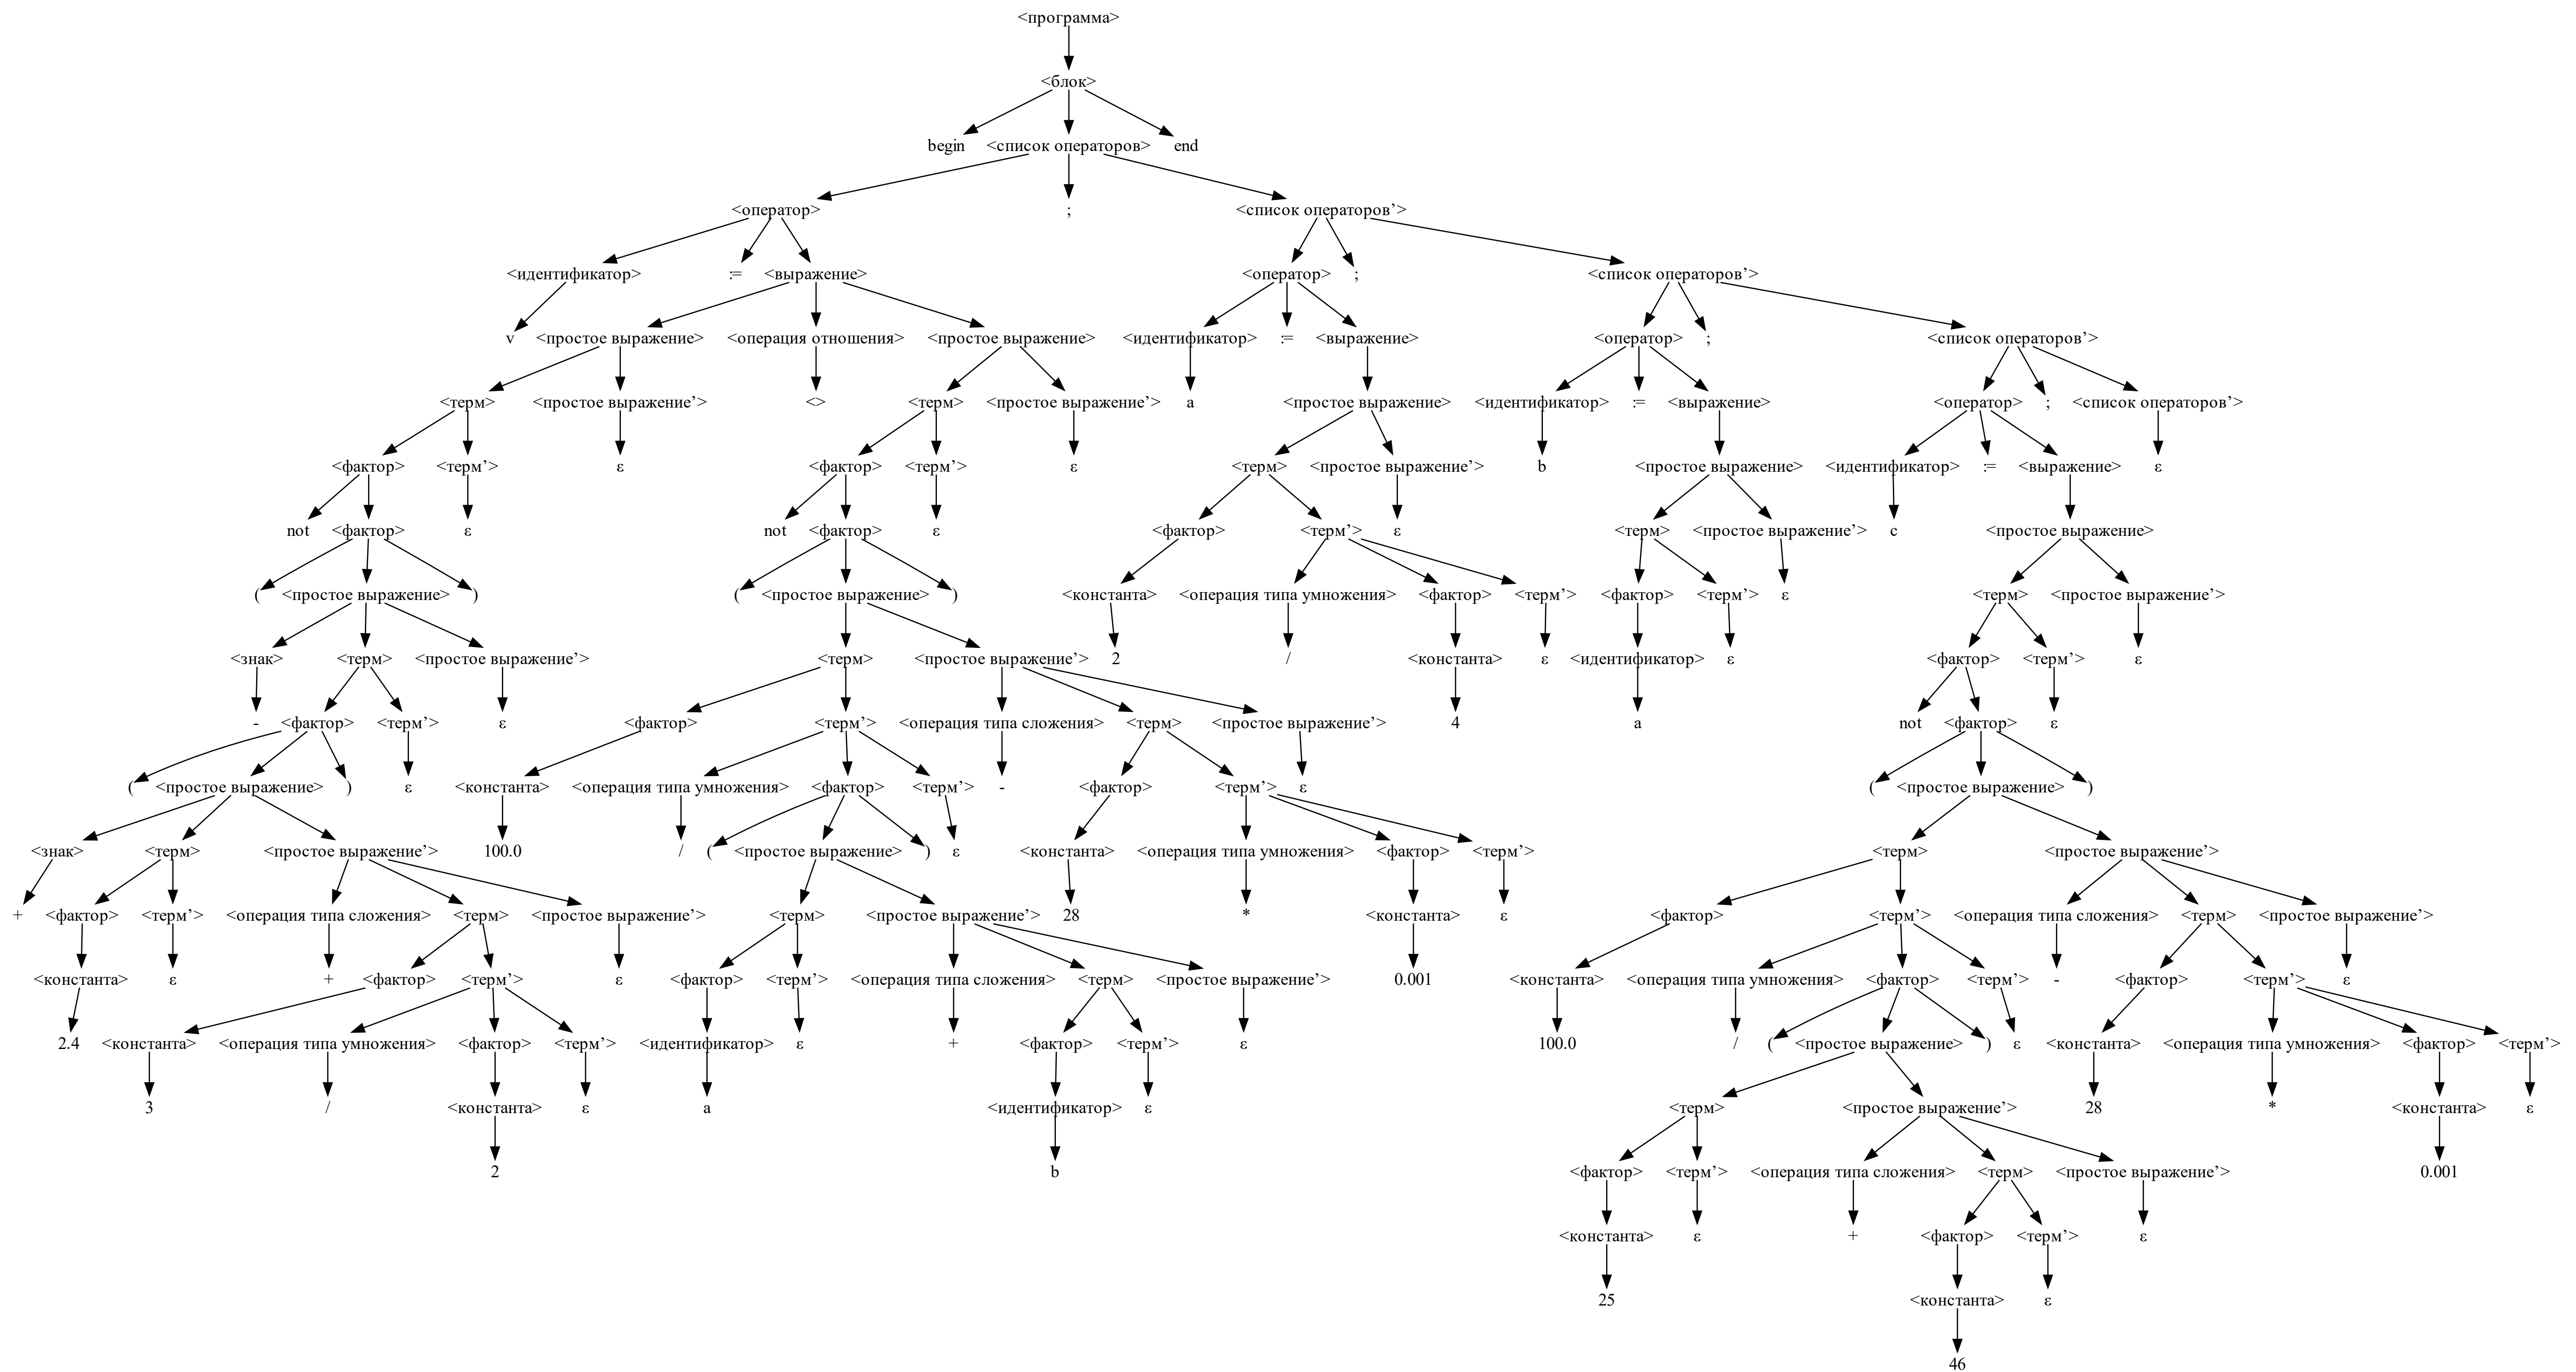 <программа>
<блок>
begin <список операторов> end
<оператор> ; <список операторов’>
<идентификатор> := <выражение> <оператор> ; <список операторов’>
v <простое выражение> <операция отношения> <простое выражение> <идентификатор> := <выражение> <оператор> ; <список операторов’>
<терм> <простое выражение’> <> <терм> <простое выражение’> a <простое выражение> <идентификатор> := <выражение> <оператор> ; <список операторов’>
<фактор> <терм’> ε <фактор> <терм’> ε <терм> <простое выражение’> b <простое выражение> <идентификатор> := <выражение> ε
not <фактор> ε not <фактор> ε <фактор> <терм’> ε <терм> <простое выражение’> c <простое выражение>
( <простое выражение> ) ( <простое выражение> ) <константа> <операция типа умножения> <фактор> <терм’> <фактор> <терм’> ε <терм> <простое выражение’>
<знак> <терм> <простое выражение’> <терм> <простое выражение’> 2 / <константа> ε <идентификатор> ε <фактор> <терм’> ε
- <фактор> <терм’> ε <фактор> <терм’> <операция типа сложения> <терм> <простое выражение’> 4 a not <фактор> ε
( <простое выражение> ) ε <константа> <операция типа умножения> <фактор> <терм’> - <фактор> <терм’> ε ( <простое выражение> )
<знак> <терм> <простое выражение’> 100.0 / ( <простое выражение> ) ε <константа> <операция типа умножения> <фактор> <терм’> <терм> <простое выражение’>
+ <фактор> <терм’> <операция типа сложения> <терм> <простое выражение’> <терм> <простое выражение’> 28 * <константа> ε <фактор> <терм’> <операция типа сложения> <терм> <простое выражение’>
<константа> ε + <фактор> <терм’> ε <фактор> <терм’> <операция типа сложения> <терм> <простое выражение’> 0.001 <константа> <операция типа умножения> <фактор> <терм’> - <фактор> <терм’> ε
2.4 <константа> <операция типа умножения> <фактор> <терм’> <идентификатор> ε + <фактор> <терм’> ε 100.0 / ( <простое выражение> ) ε <константа> <операция типа умножения> <фактор> <терм’>
3 / <константа> ε a <идентификатор> ε <терм> <простое выражение’> 28 * <константа> ε
2 b <фактор> <терм’> <операция типа сложения> <терм> <простое выражение’> 0.001
<константа> ε + <фактор> <терм’> ε
25 <константа> ε
46